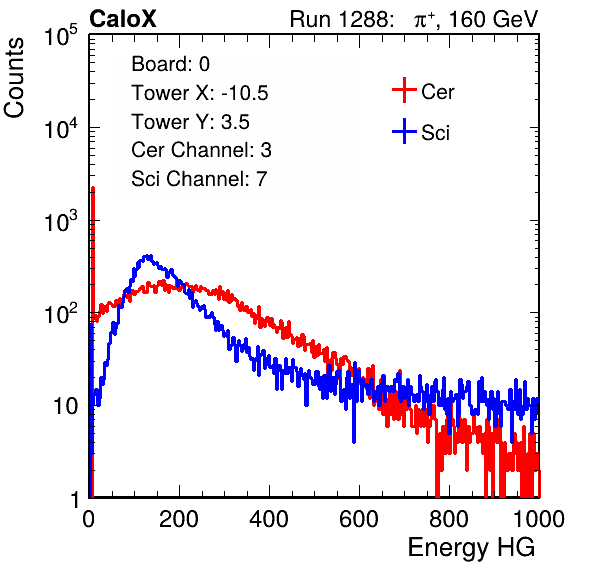 CaloX Run 1288: π⁺, 160 GeV
Counts
Board: 0
Tower X: -10.5
Tower Y: 3.5
Cer Channel: 3
Sci Channel: 7
Cer
Sci
10⁵
10⁴
10³
10²
10
1
0 200 400 600 800 1000
Energy HG